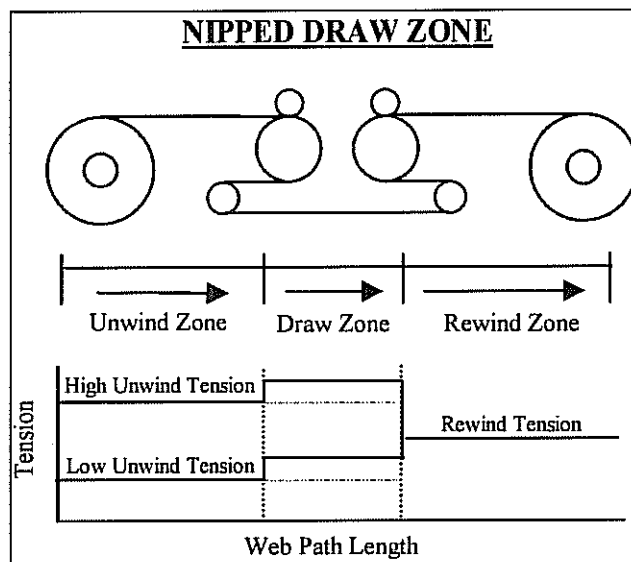 NIPPED DRAW ZONE
Unwind Zone
Draw Zone
Rewind Zone
Tension
High Unwind Tension
Rewind Tension
Low Unwind Tension
Web Path Length